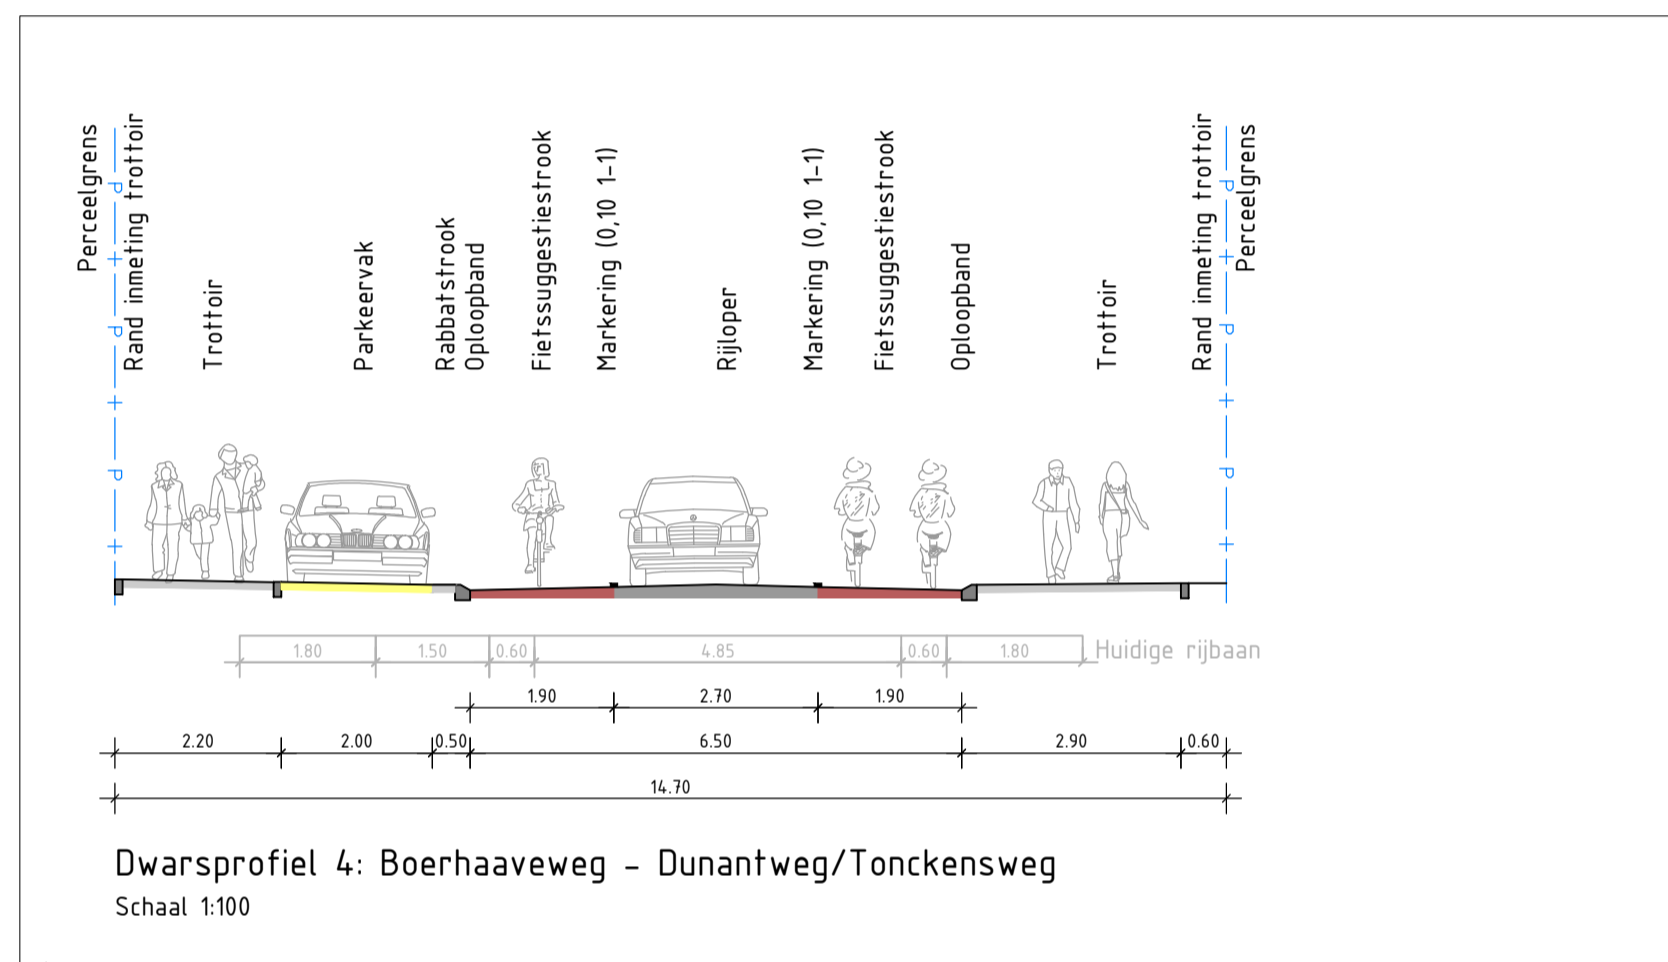 Perceelgrens
Rand inmeting trottoir
Trottoir
Parkeervak
Rabbatstrook
Oploopband
Fietssuggestiestrook
Markering (0,10 1-1)
Rijloper
Markering (0,10 1-1)
Fietssuggestiestrook
Oploopband
Trottoir
Rand inmeting trottoir
Perceelgrens
P
P
P
P
P
P
1.80 1.50 0.60 4.85 0.60 1.80 Huidige rijbaan
1.90 2.70 1.90
2.20 2.00 0.50 6.50 2.90 0.60
14.70
Dwarsprofiel 4: Boerhaaveweg - Dunantweg/Tonckensweg
Schaal 1:100